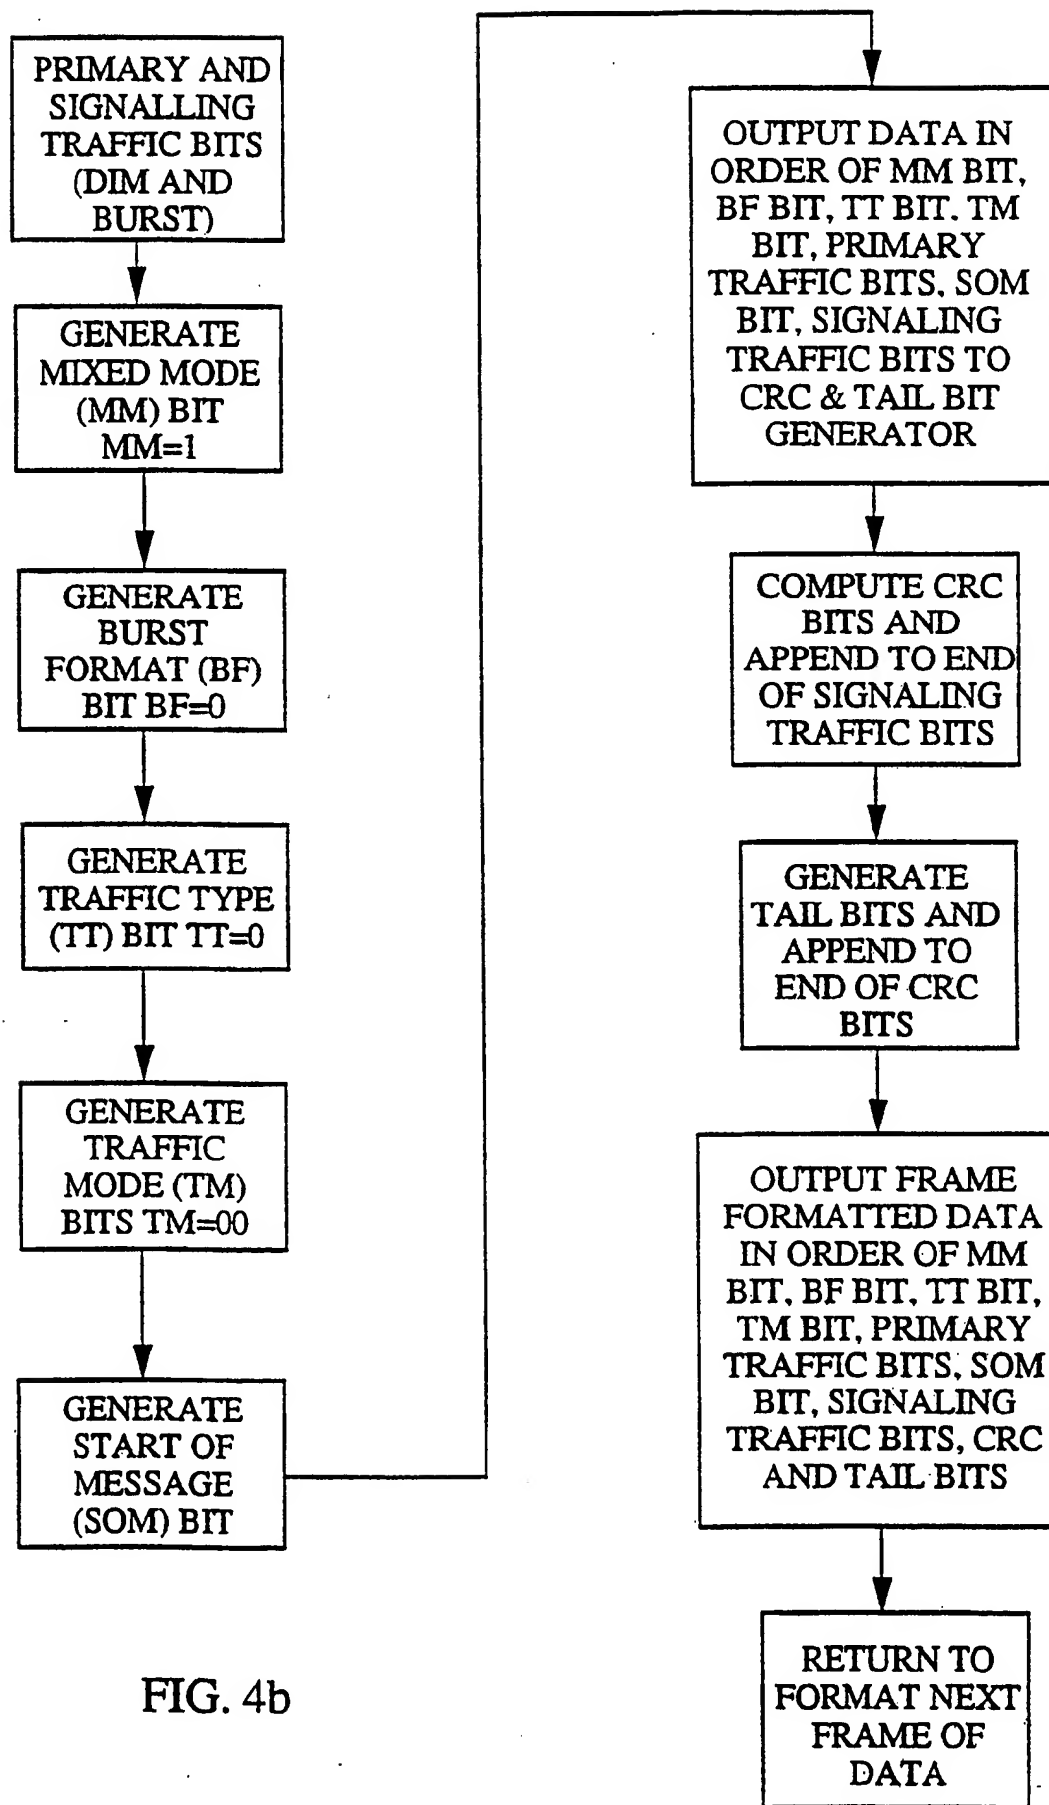 PRIMARY AND
SIGNALLING
TRAFFIC BITS
(DIM AND
BURST)
GENERATE
MIXED MODE
(MM) BIT
MM=1
GENERATE
BURST
FORMAT (BF)
BIT BF=0
GENERATE
TRAFFIC TYPE
(TT) BIT TT=0
GENERATE
TRAFFIC
MODE (TM)
BITS TM=00
GENERATE
START OF
MESSAGE
(SOM) BIT
OUTPUT DATA IN
ORDER OF MM BIT,
BF BIT, TT BIT. TM
BIT, PRIMARY
TRAFFIC BITS, SOM
BIT, SIGNALING
TRAFFIC BITS TO
CRC & TAIL BIT
GENERATOR
COMPUTE CRC
BITS AND
APPEND TO END
OF SIGNALING
TRAFFIC BITS
GENERATE
TAIL BITS AND
APPEND TO
END OF CRC
BITS
OUTPUT FRAME
FORMATTED DATA
IN ORDER OF MM
BIT, BF BIT, TT BIT,
TM BIT, PRIMARY
TRAFFIC BITS, SOM
BIT, SIGNALING
TRAFFIC BITS, CRC
AND TAIL BITS
RETURN TO
FORMAT NEXT
FRAME OF
DATA
FIG. 4b